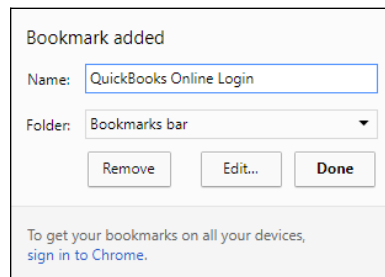 Bookmark added
Name: QuickBooks Online Login
Folder: Bookmarks bar
Remove Edit... Done
To get your bookmarks on all your devices,
sign in to Chrome.